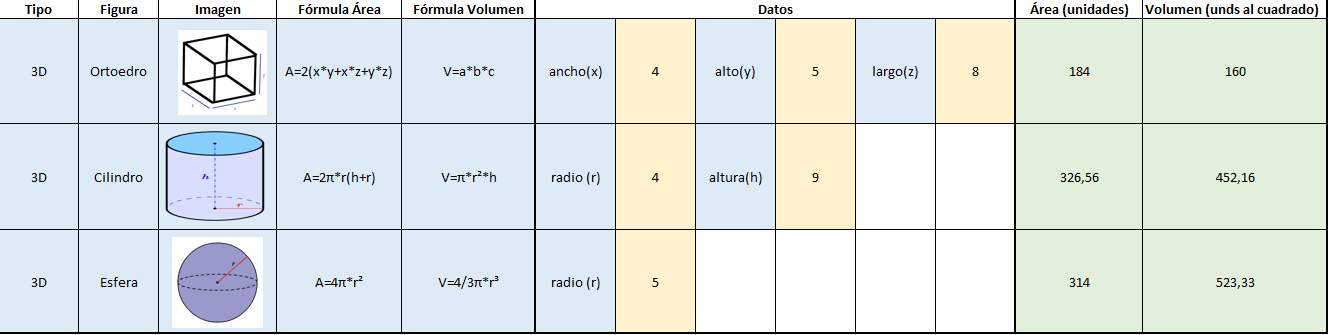 Tipo Figura Imagen Fórmula Área Fórmula Volumen Datos Área (unidades) Volumen (unds al cuadrado)
3D Ortoedro A=2(x*y+x*z+y*z) V=a*b*c ancho(x) 4 alto(y) 5 largo(z) 8 184 160
3D Cilindro h r A=2π*r(h+r) V=π*r²*h radio (r) 4 altura(h) 9 326,56 452,16
3D Esfera r A=4π*r² V=4/3π*r³ radio (r) 5 314 523,33